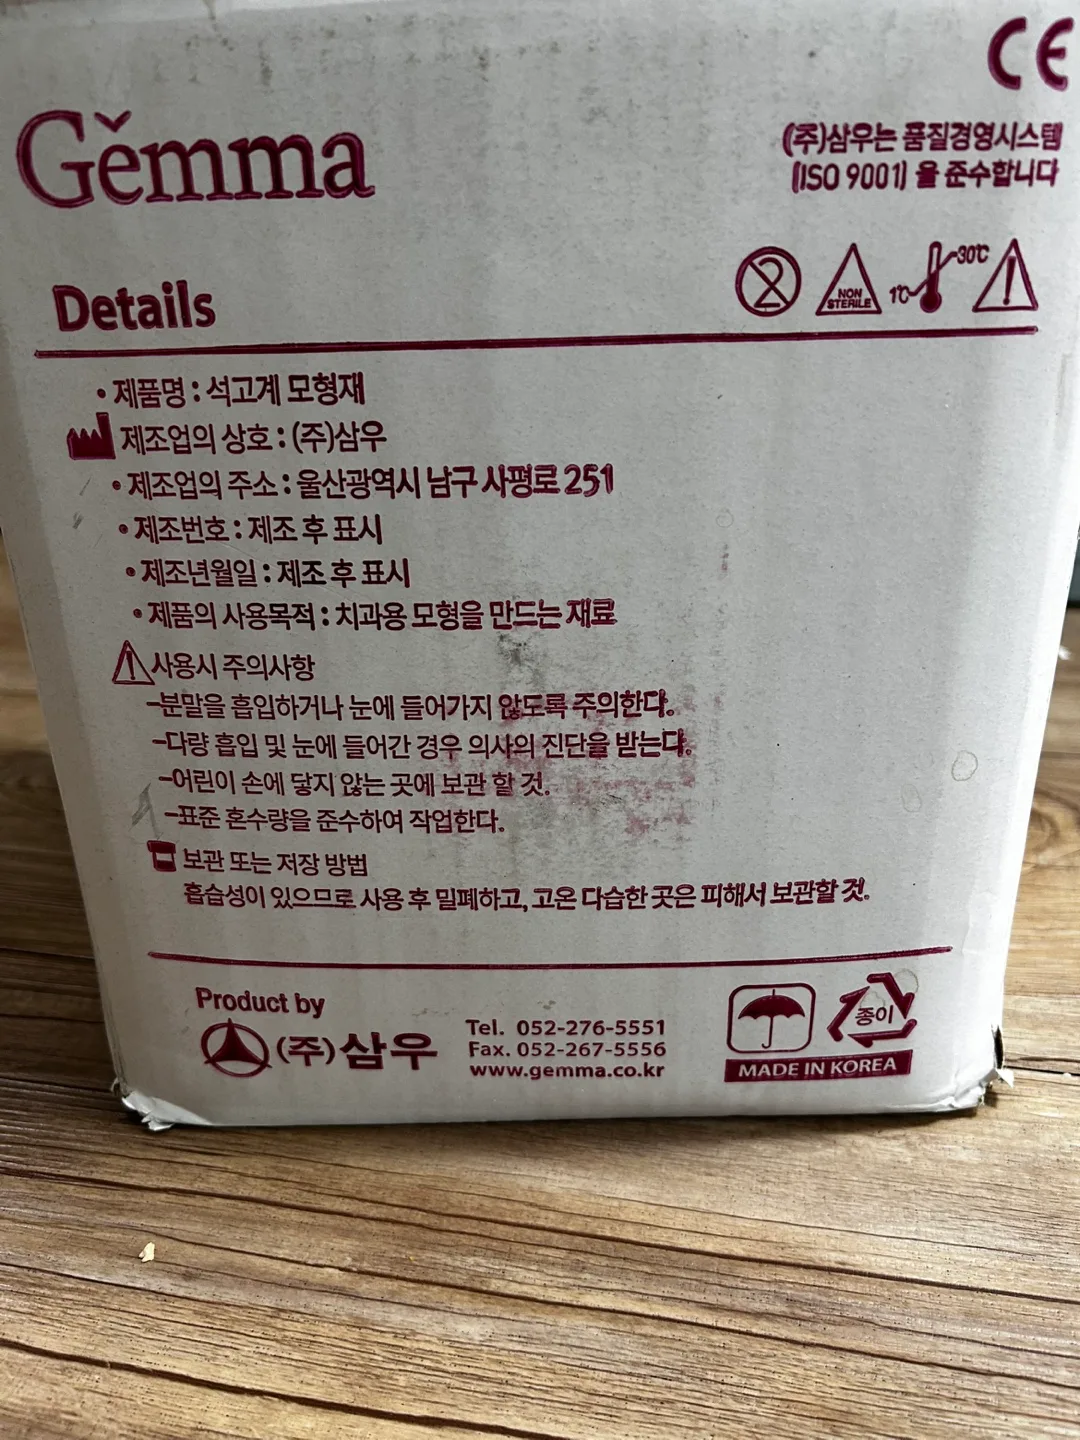 CE
Gemma
(주)삼우는 품질경영시스템
(ISO 9001) 을 준수합니다
2
NON
STERILE
1℃
30℃
Details
• 제품명 : 석고계 모형재
제조업의 상호 : (주)삼우
• 제조업의 주소 : 울산광역시 남구 사평로 251
• 제조번호 : 제조 후 표시
• 제조년월일 : 제조 후 표시
• 제품의 사용목적 : 치과용 모형을 만드는 재료
사용시 주의사항
-분말을 흡입하거나 눈에 들어가지 않도록 주의한다.
-다량 흡입 및 눈에 들어간 경우 의사의 진단을 받는다.
-어린이 손에 닿지 않는 곳에 보관 할 것.
-표준 혼수량을 준수하여 작업한다.
보관 또는 저장 방법
흡습성이 있으므로 사용 후 밀폐하고, 고온 다습한 곳은 피해서 보관할 것.
Product by
(주)삼우
Tel. 052-276-5551
Fax. 052-267-5556
www.gemma.co.kr
종이
MADE IN KOREA